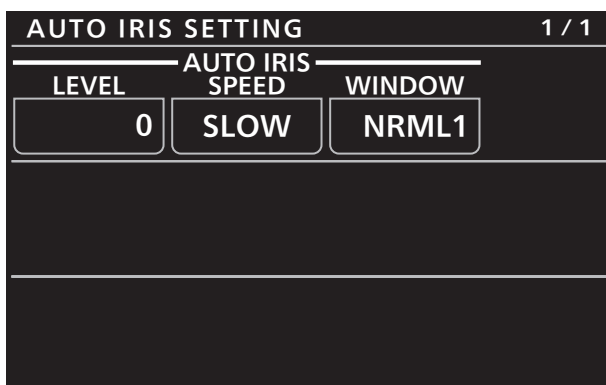 AUTO IRIS SETTING 1 / 1
AUTO IRIS
LEVEL SPEED WINDOW
0 SLOW NRML1